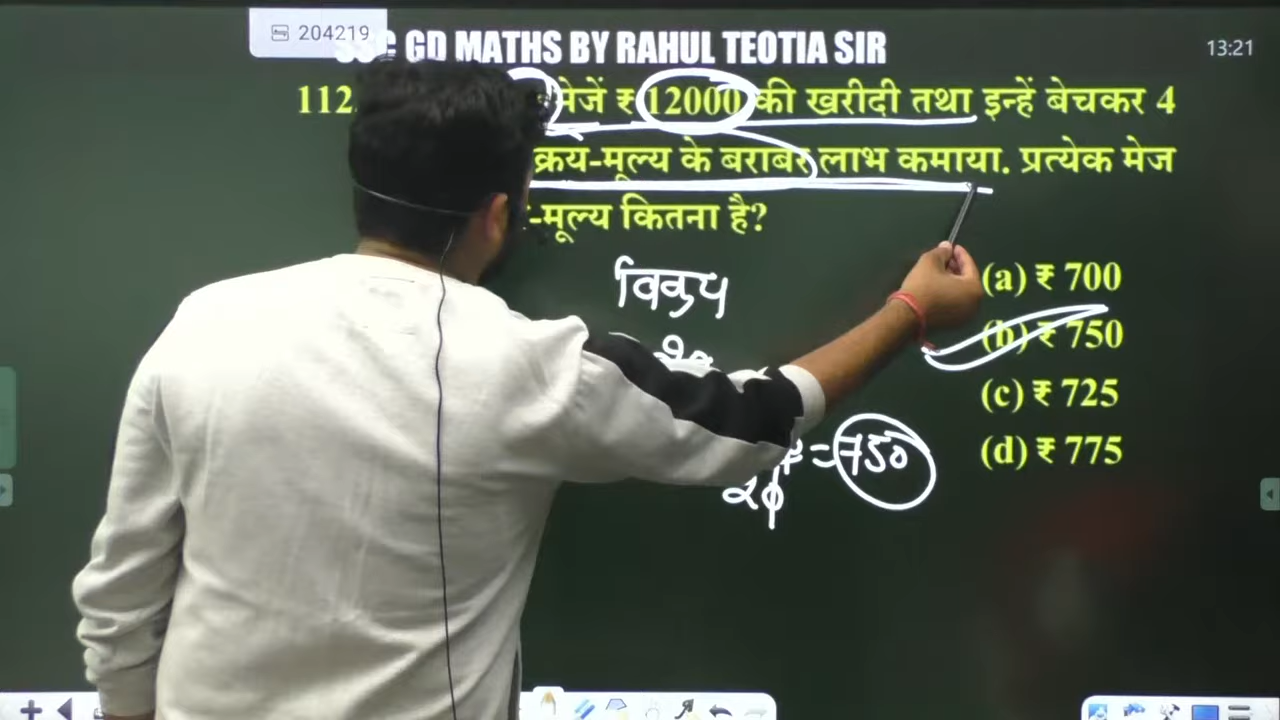 204219
GD MATHS BY RAHUL TEOTIA SIR
13:21
112. मेजें ₹ 12000 की खरीदी तथा इन्हें बेचकर 4
क्रय-मूल्य के बराबर लाभ कमाया. प्रत्येक मेज
-मूल्य कितना है?
विक्रय
(a) ₹ 700
(b) ₹ 750
(c) ₹ 725
(d) ₹ 775
= 750